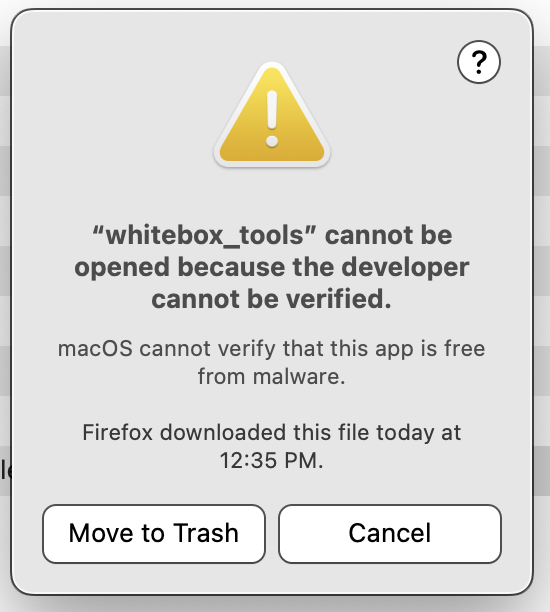 ?
“whitebox_tools” cannot be
opened because the developer
cannot be verified.
macOS cannot verify that this app is free
from malware.
Firefox downloaded this file today at
12:35 PM.
Move to Trash
Cancel